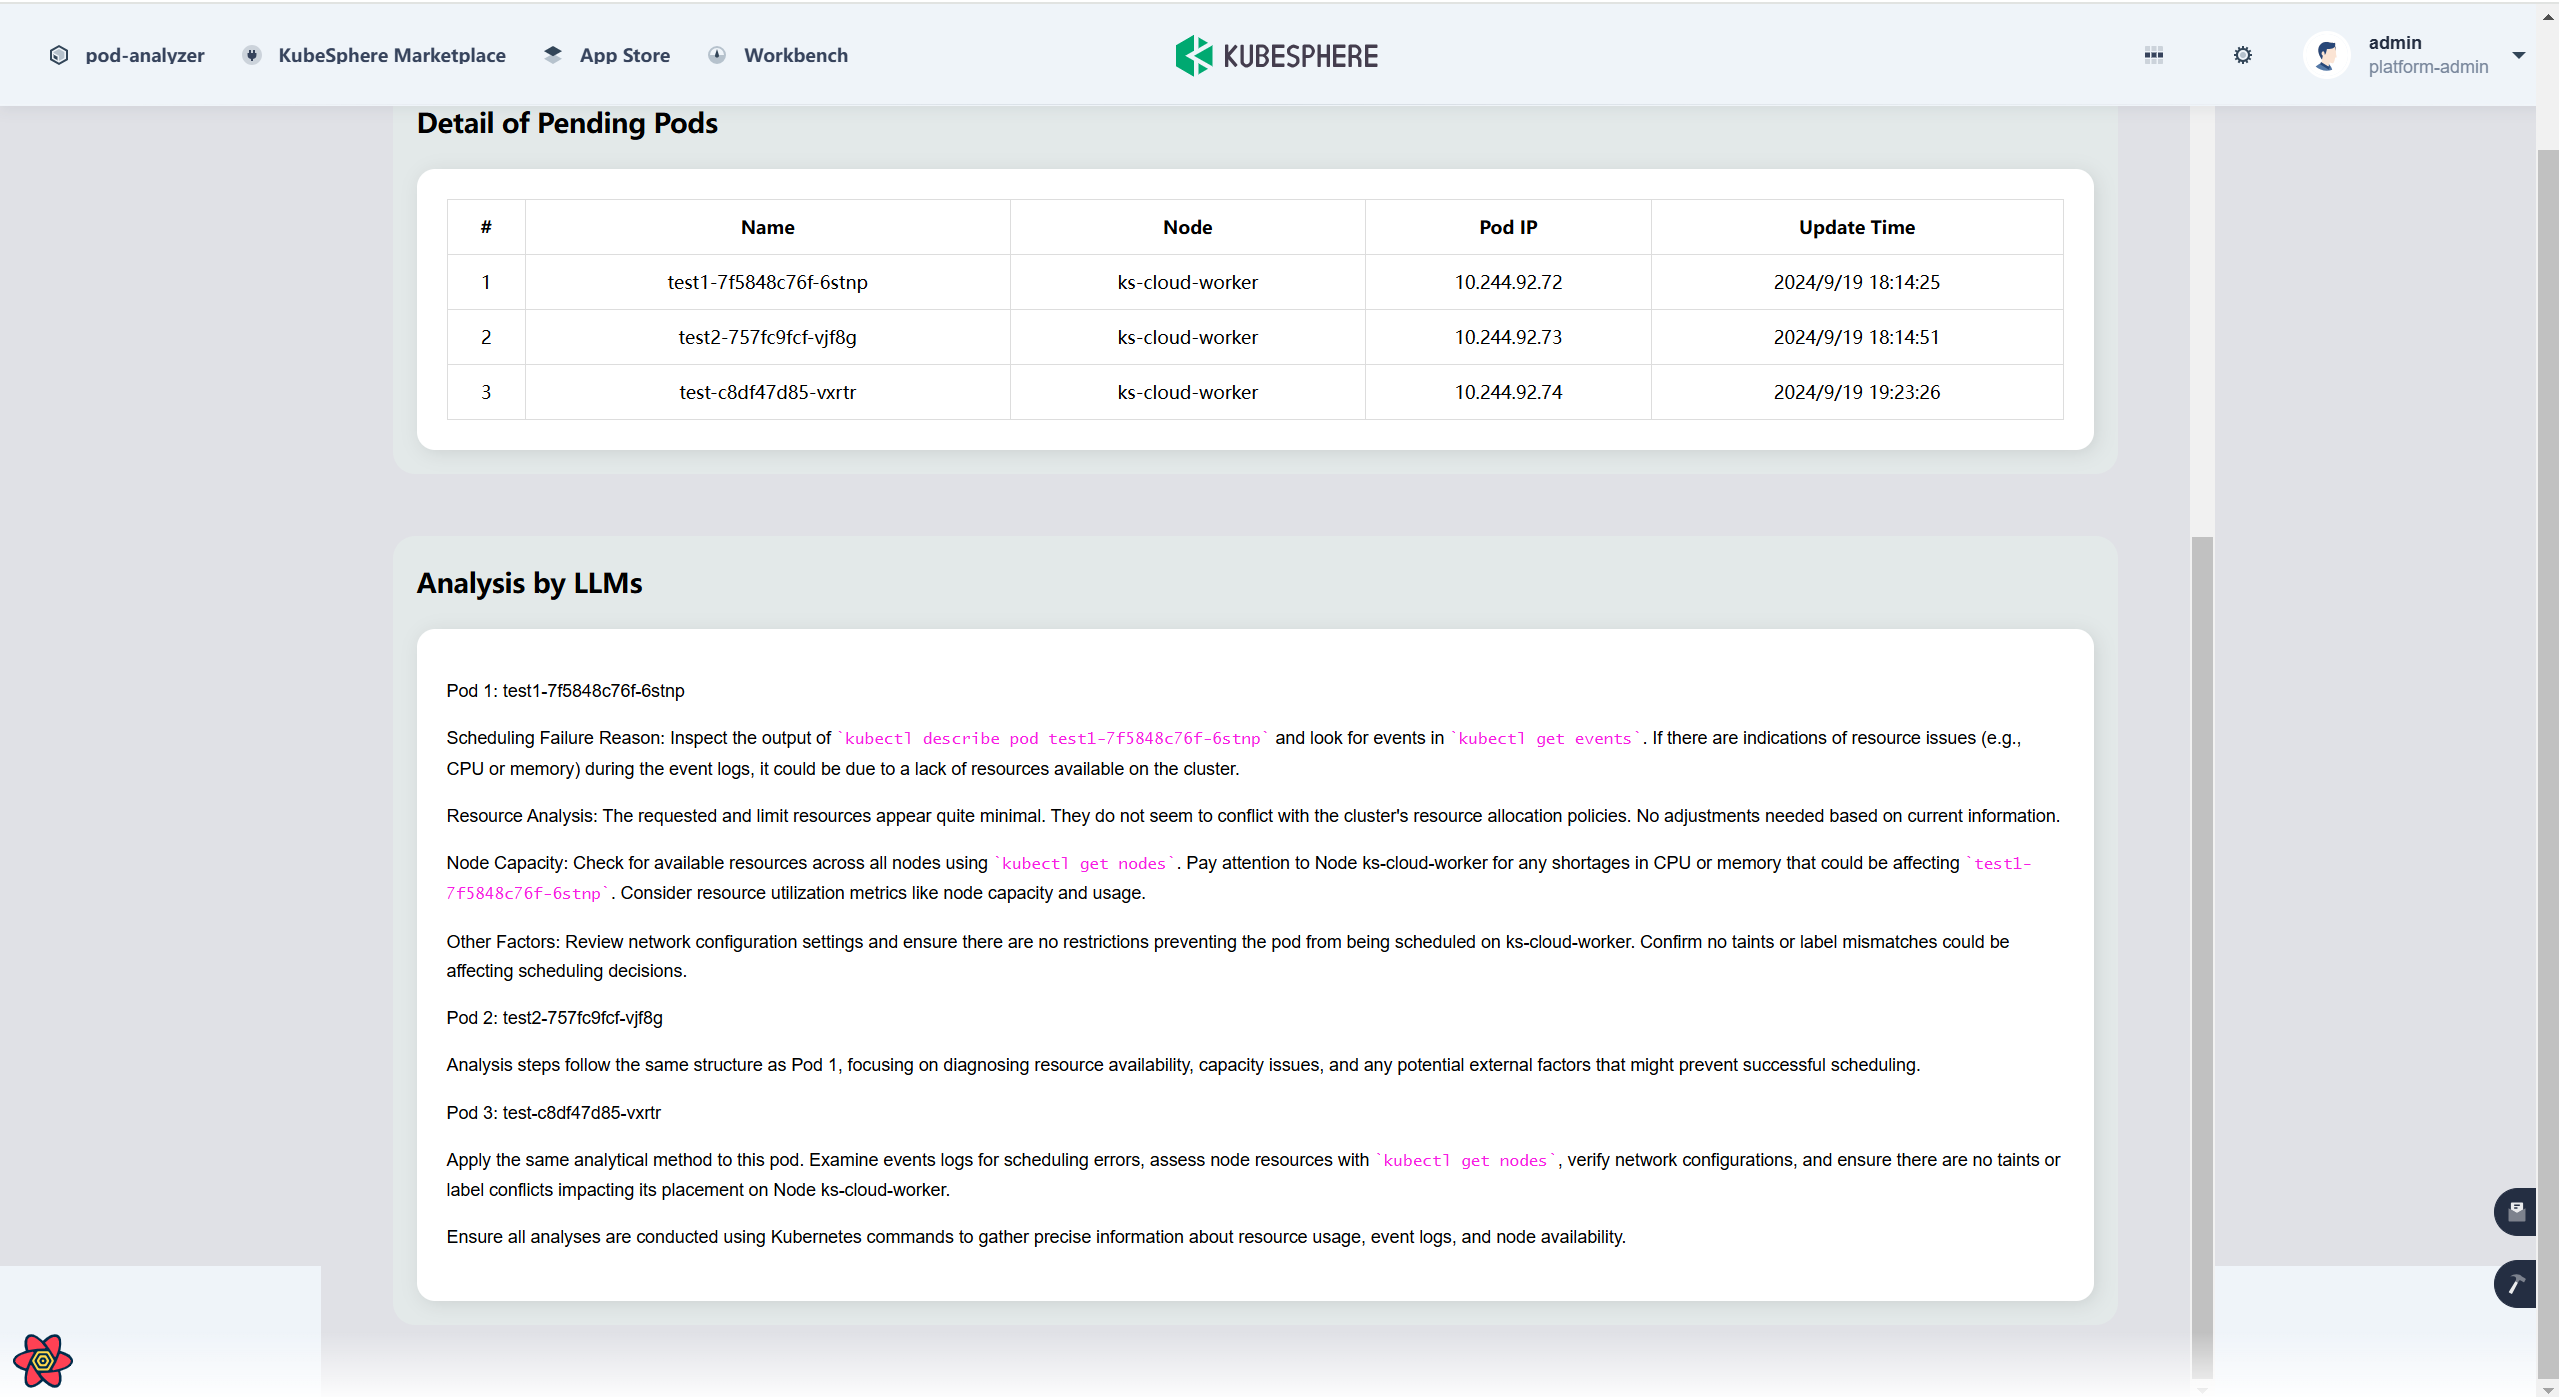 pod-analyzer KubeSphere Marketplace App Store Workbench KUBESPHERE admin
platform-admin
Detail of Pending Pods
# Name Node Pod IP Update Time
1 test1-7f5848c76f-6stnp ks-cloud-worker 10.244.92.72 2024/9/19 18:14:25
2 test2-757fc9fcf-vjf8g ks-cloud-worker 10.244.92.73 2024/9/19 18:14:51
3 test-c8df47d85-vxrtr ks-cloud-worker 10.244.92.74 2024/9/19 19:23:26
Analysis by LLMs
Pod 1: test1-7f5848c76f-6stnp
Scheduling Failure Reason: Inspect the output of `kubectl describe pod test1-7f5848c76f-6stnp` and look for events in `kubectl get events`. If there are indications of resource issues (e.g.,
CPU or memory) during the event logs, it could be due to a lack of resources available on the cluster.
Resource Analysis: The requested and limit resources appear quite minimal. They do not seem to conflict with the cluster's resource allocation policies. No adjustments needed based on current information.
Node Capacity: Check for available resources across all nodes using `kubectl get nodes`. Pay attention to Node ks-cloud-worker for any shortages in CPU or memory that could be affecting `test1-
7f5848c76f-6stnp`. Consider resource utilization metrics like node capacity and usage.
Other Factors: Review network configuration settings and ensure there are no restrictions preventing the pod from being scheduled on ks-cloud-worker. Confirm no taints or label mismatches could be
affecting scheduling decisions.
Pod 2: test2-757fc9fcf-vjf8g
Analysis steps follow the same structure as Pod 1, focusing on diagnosing resource availability, capacity issues, and any potential external factors that might prevent successful scheduling.
Pod 3: test-c8df47d85-vxrtr
Apply the same analytical method to this pod. Examine events logs for scheduling errors, assess node resources with `kubectl get nodes`, verify network configurations, and ensure there are no taints or
label conflicts impacting its placement on Node ks-cloud-worker.
Ensure all analyses are conducted using Kubernetes commands to gather precise information about resource usage, event logs, and node availability.